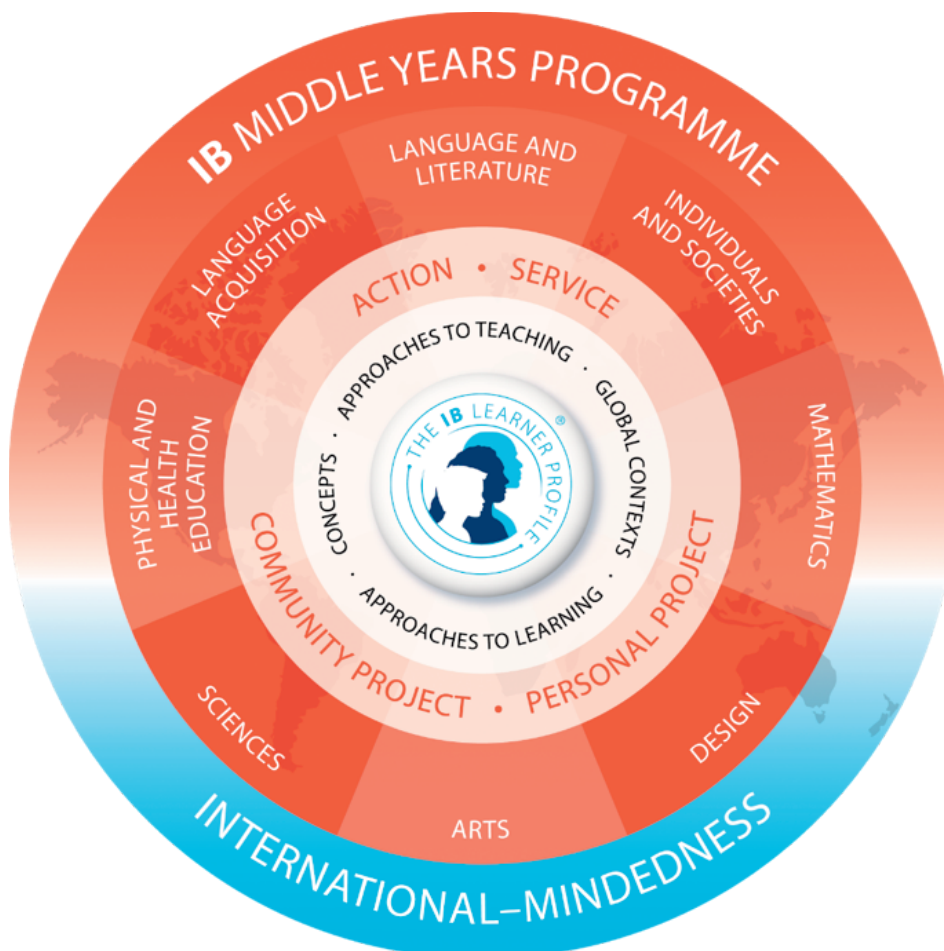 IB MIDDLE YEARS PROGRAMME
LANGUAGE AND
LITERATURE
INDIVIDUALS
AND SOCIETIES
MATHEMATICS
DESIGN
ARTS
SCIENCES
PHYSICAL AND
HEALTH
EDUCATION
LANGUAGE
ACQUISITION
ACTION • SERVICE
PERSONAL PROJECT •
COMMUNITY PROJECT
APPROACHES TO TEACHING ·
GLOBAL CONTEXTS ·
APPROACHES TO LEARNING ·
CONCEPTS ·
• THE IB LEARNER PROFILE • ®
INTERNATIONAL–MINDEDNESS